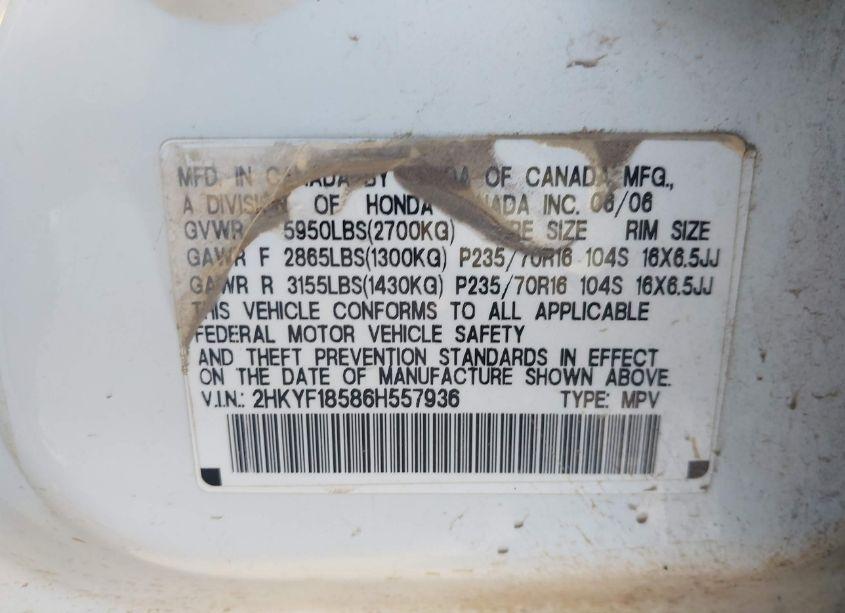 MFD IN CANADA BY HONDA OF CANADA MFG.,
A DIVISION OF HONDA CANADA INC. 06/06
GVWR 5950LBS(2700KG) TIRE SIZE RIM SIZE
GAWR F 2865LBS(1300KG) P235/70R16 104S 16X6.5JJ
GAWR R 3155LBS(1430KG) P235/70R16 104S 16X6.5JJ
THIS VEHICLE CONFORMS TO ALL APPLICABLE
FEDERAL MOTOR VEHICLE SAFETY
AND THEFT PREVENTION STANDARDS IN EFFECT
ON THE DATE OF MANUFACTURE SHOWN ABOVE.
V.I.N.: 2HKYF18586H557936 TYPE: MPV